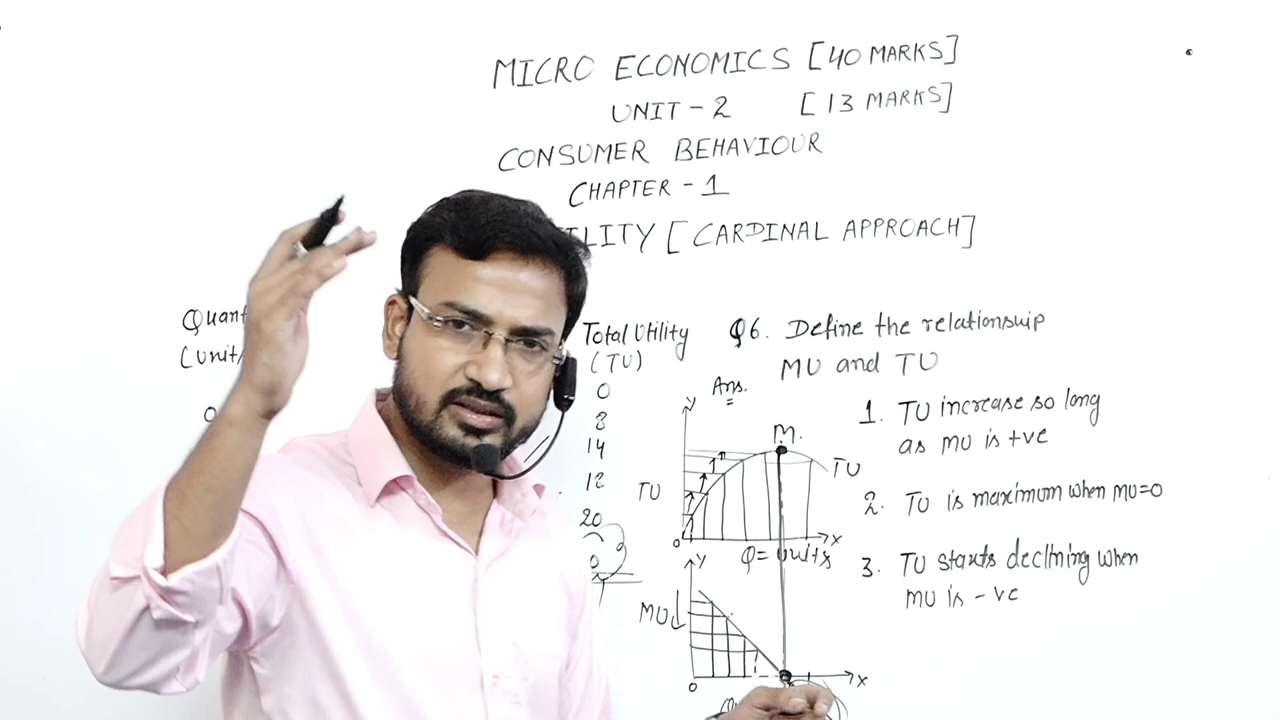 MICRO ECONOMICS [40 MARKS]
UNIT - 2 [13 MARKS]
CONSUMER BEHAVIOUR
CHAPTER - 1
[CARDINAL APPROACH]
Total Utility
(TU)
0
8
14
12
20
0
Q6. Define the relationship
MU and TU
Ans.
1. TU increase so long
as MU is +ve
2. TU is maximum when MU=0
3. TU starts declining when
MU is -ve
y
M
TU
TU
0
x
Q= Units
y
MU
0
x